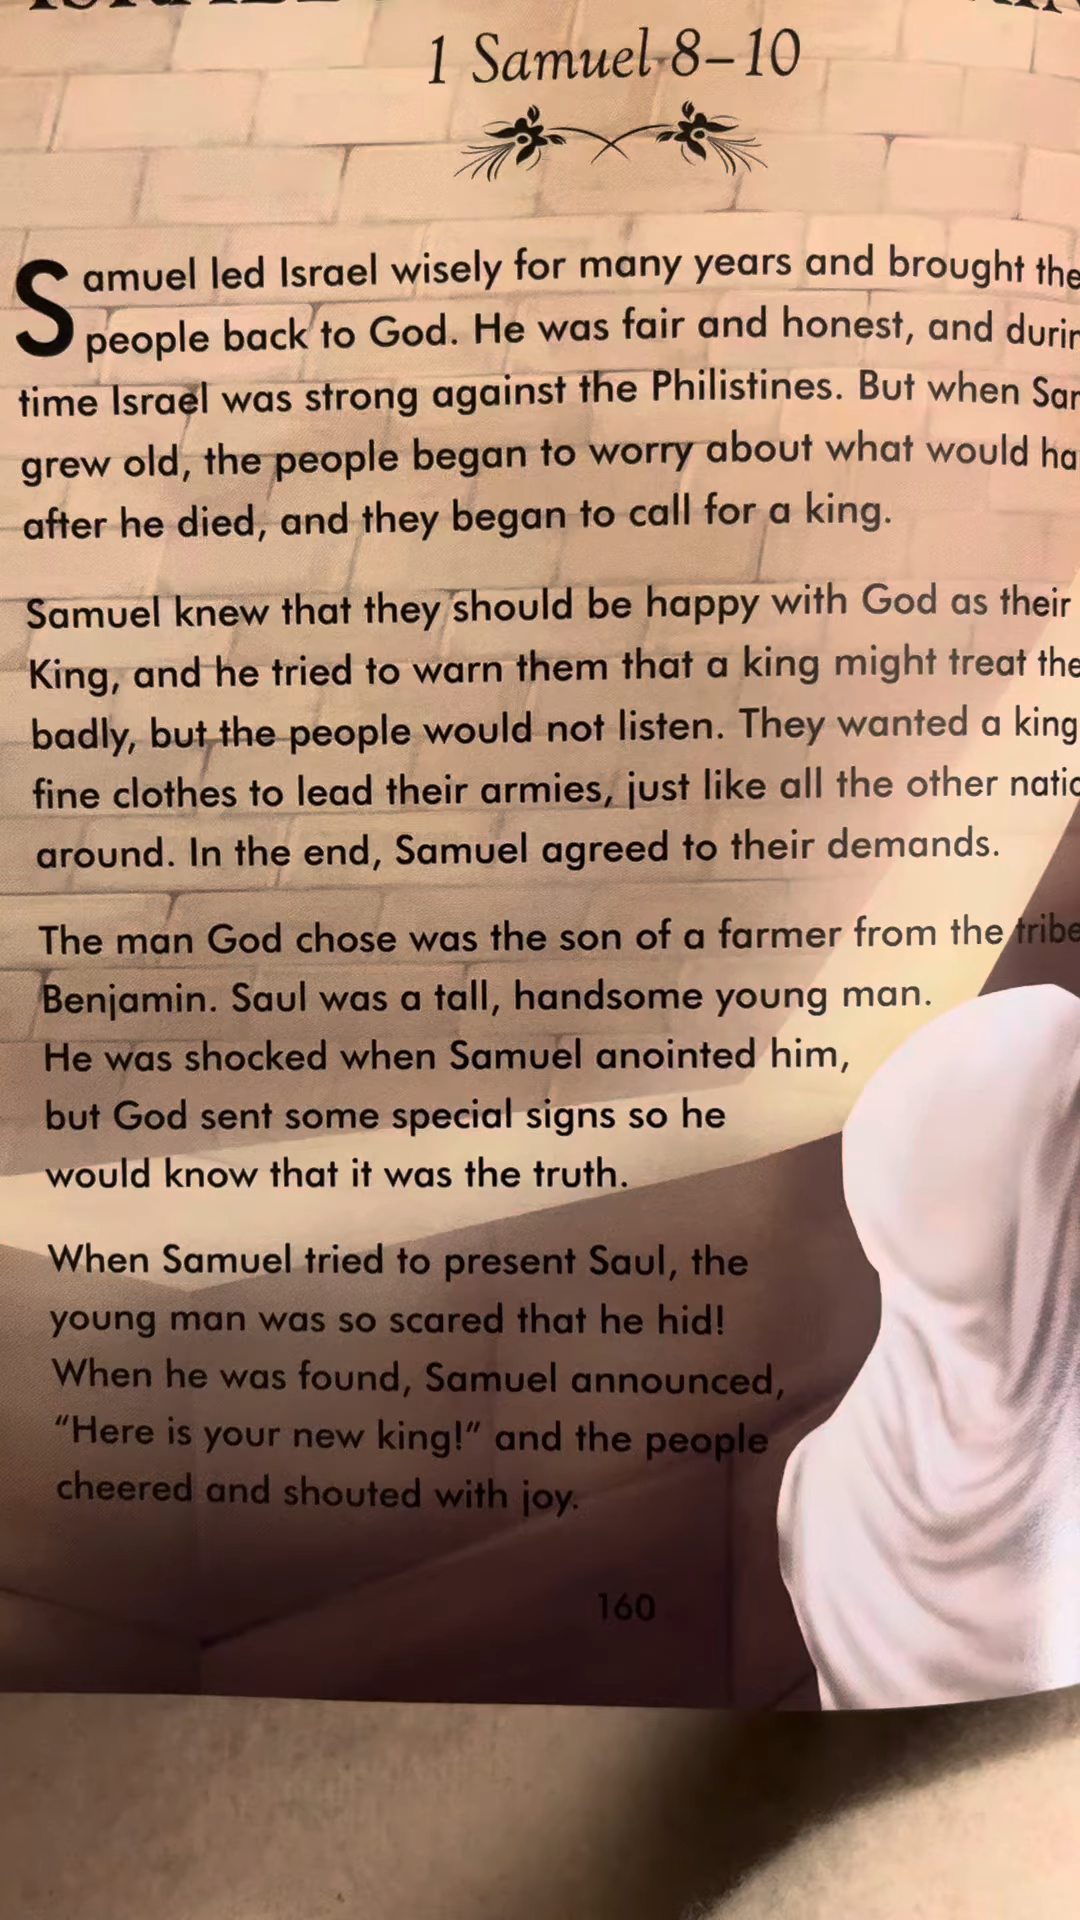 1 Samuel 8–10
Samuel led Israel wisely for many years and brought the
people back to God. He was fair and honest, and
time Israel was strong against the Philistines. But when
grew old, the people began to worry about what would
after he died, and they began to call for a king.
Samuel knew that they should be happy with God as their
King, and he tried to warn them that a king might treat
badly, but the people would not listen. They wanted a king
fine clothes to lead their armies, just like all the other
around. In the end, Samuel agreed to their demands.
The man God chose was the son of a farmer from the tribe
Benjamin. Saul was a tall, handsome young man.
He was shocked when Samuel anointed him,
but God sent some special signs so he
would know that it was the truth.
When Samuel tried to present Saul, the
young man was so scared that he hid!
When he was found, Samuel announced,
“Here is your new king!” and the people
cheered and shouted with joy.
160